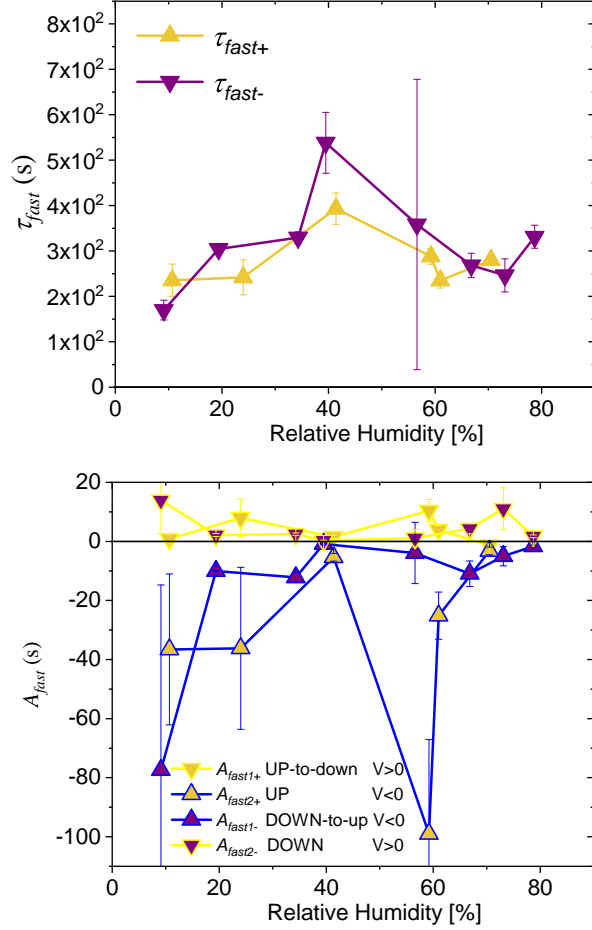 8x10²
7x10²
6x10²
5x10²
4x10²
3x10²
2x10²
1x10²
0
τfast (s)
τfast+
τfast-
0 20 40 60 80
Relative Humidity [%]
20
0
-20
-40
-60
-80
-100
Afast (s)
Afast1+ UP-to-down V>0
Afast2+ UP V<0
Afast1- DOWN-to-up V<0
Afast2- DOWN V>0
0 20 40 60 80
Relative Humidity [%]